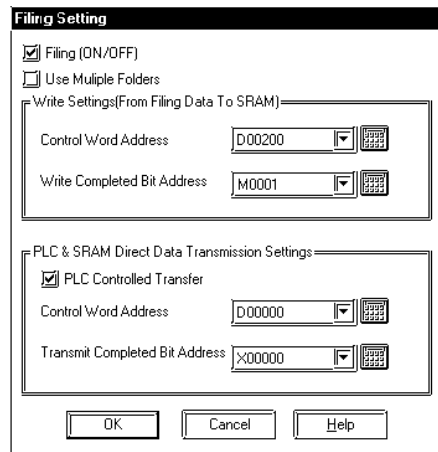 Filing Setting
Filing (ON/OFF)
Use Muliple Folders
Write Settings(From Filing Data To SRAM)
Control Word Address D00200
Write Completed Bit Address M0001
PLC & SRAM Direct Data Transmission Settings
PLC Controlled Transfer
Control Word Address D00000
Transmit Completed Bit Address X00000
OK Cancel Help